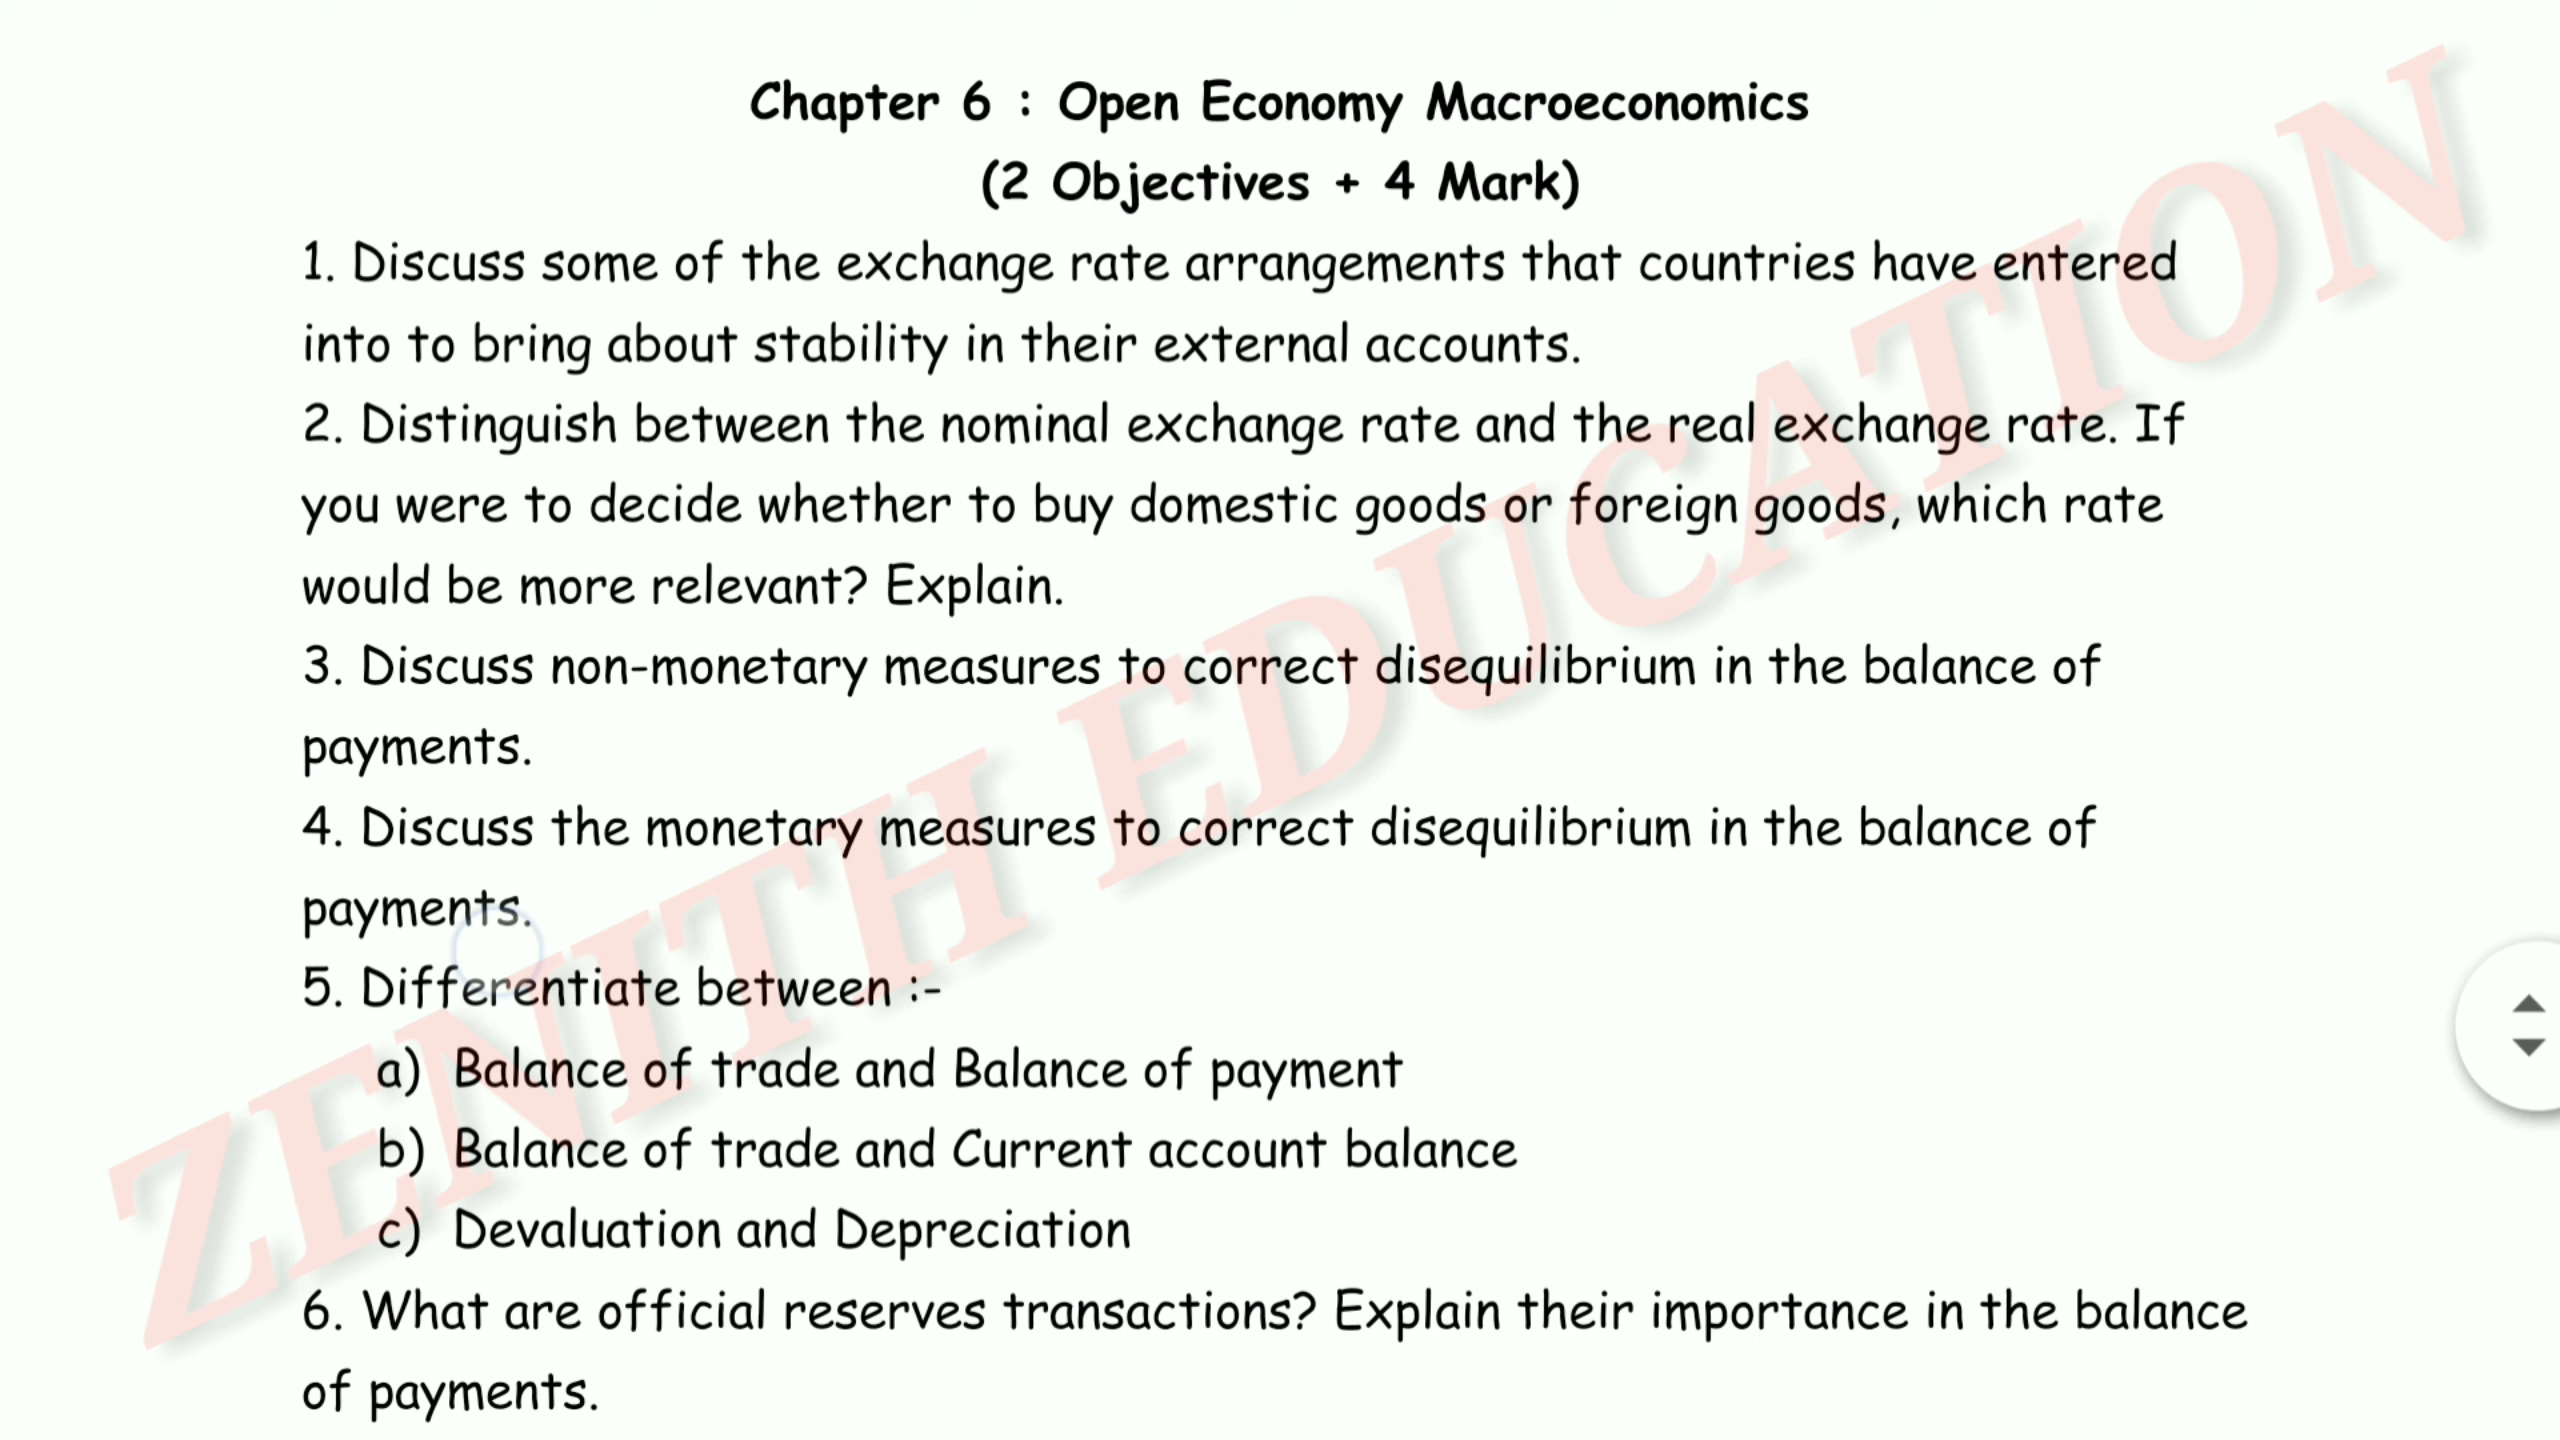 Chapter 6 : Open Economy Macroeconomics
(2 Objectives + 4 Mark)
1. Discuss some of the exchange rate arrangements that countries have entered
into to bring about stability in their external accounts.
2. Distinguish between the nominal exchange rate and the real exchange rate. If
you were to decide whether to buy domestic goods or foreign goods, which rate
would be more relevant? Explain.
3. Discuss non-monetary measures to correct disequilibrium in the balance of
payments.
4. Discuss the monetary measures to correct disequilibrium in the balance of
payments.
5. Differentiate between :-
a) Balance of trade and Balance of payment
b) Balance of trade and Current account balance
c) Devaluation and Depreciation
6. What are official reserves transactions? Explain their importance in the balance
of payments.
ZENITH EDUCATION